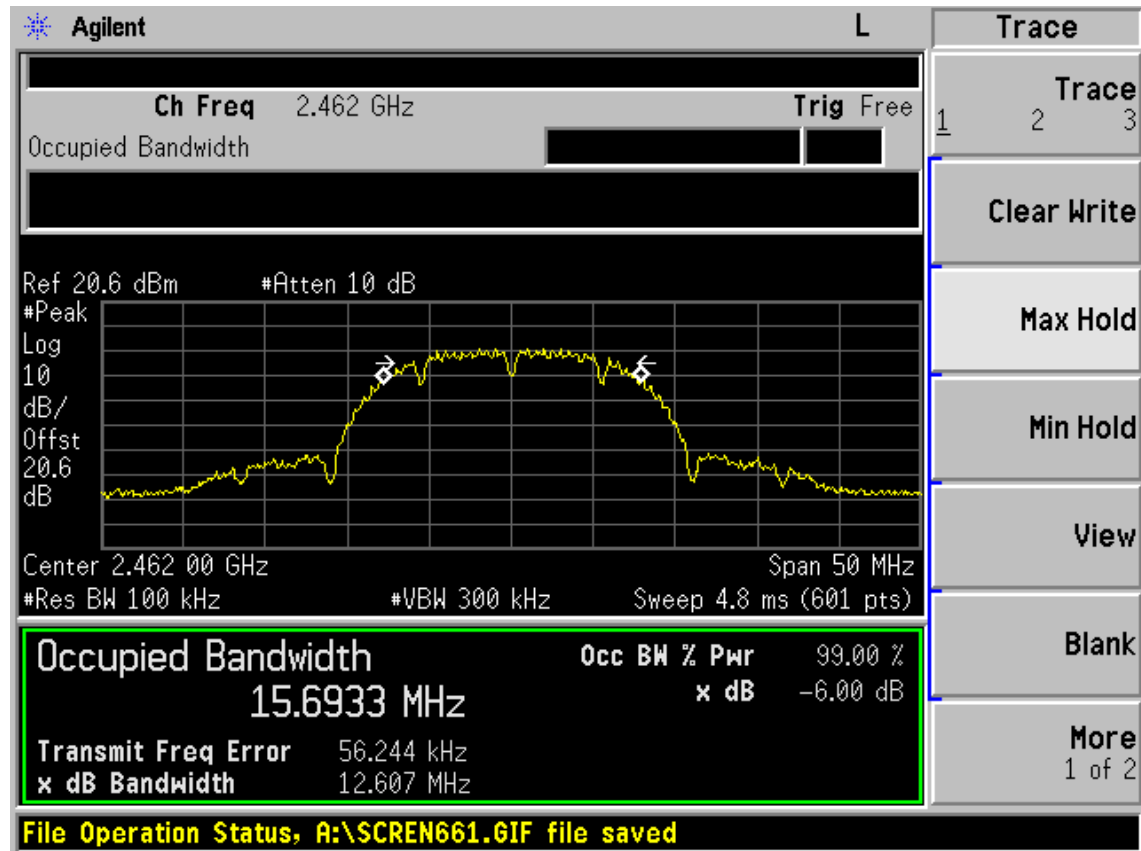 Agilent L
Ch Freq 2.462 GHz Trig Free
Occupied Bandwidth
Ref 20.6 dBm #Atten 10 dB
#Peak
Log
10
dB/
Offst
20.6
dB
Center 2.462 00 GHz Span 50 MHz
#Res BW 100 kHz #VBW 300 kHz Sweep 4.8 ms (601 pts)
Occupied Bandwidth Occ BW % Pwr 99.00 %
15.6933 MHz x dB -6.00 dB
Transmit Freq Error 56.244 kHz
x dB Bandwidth 12.607 MHz
File Operation Status, A:\SCREN661.GIF file saved
Trace
Trace
1 2 3
Clear Write
Max Hold
Min Hold
View
Blank
More
1 of 2